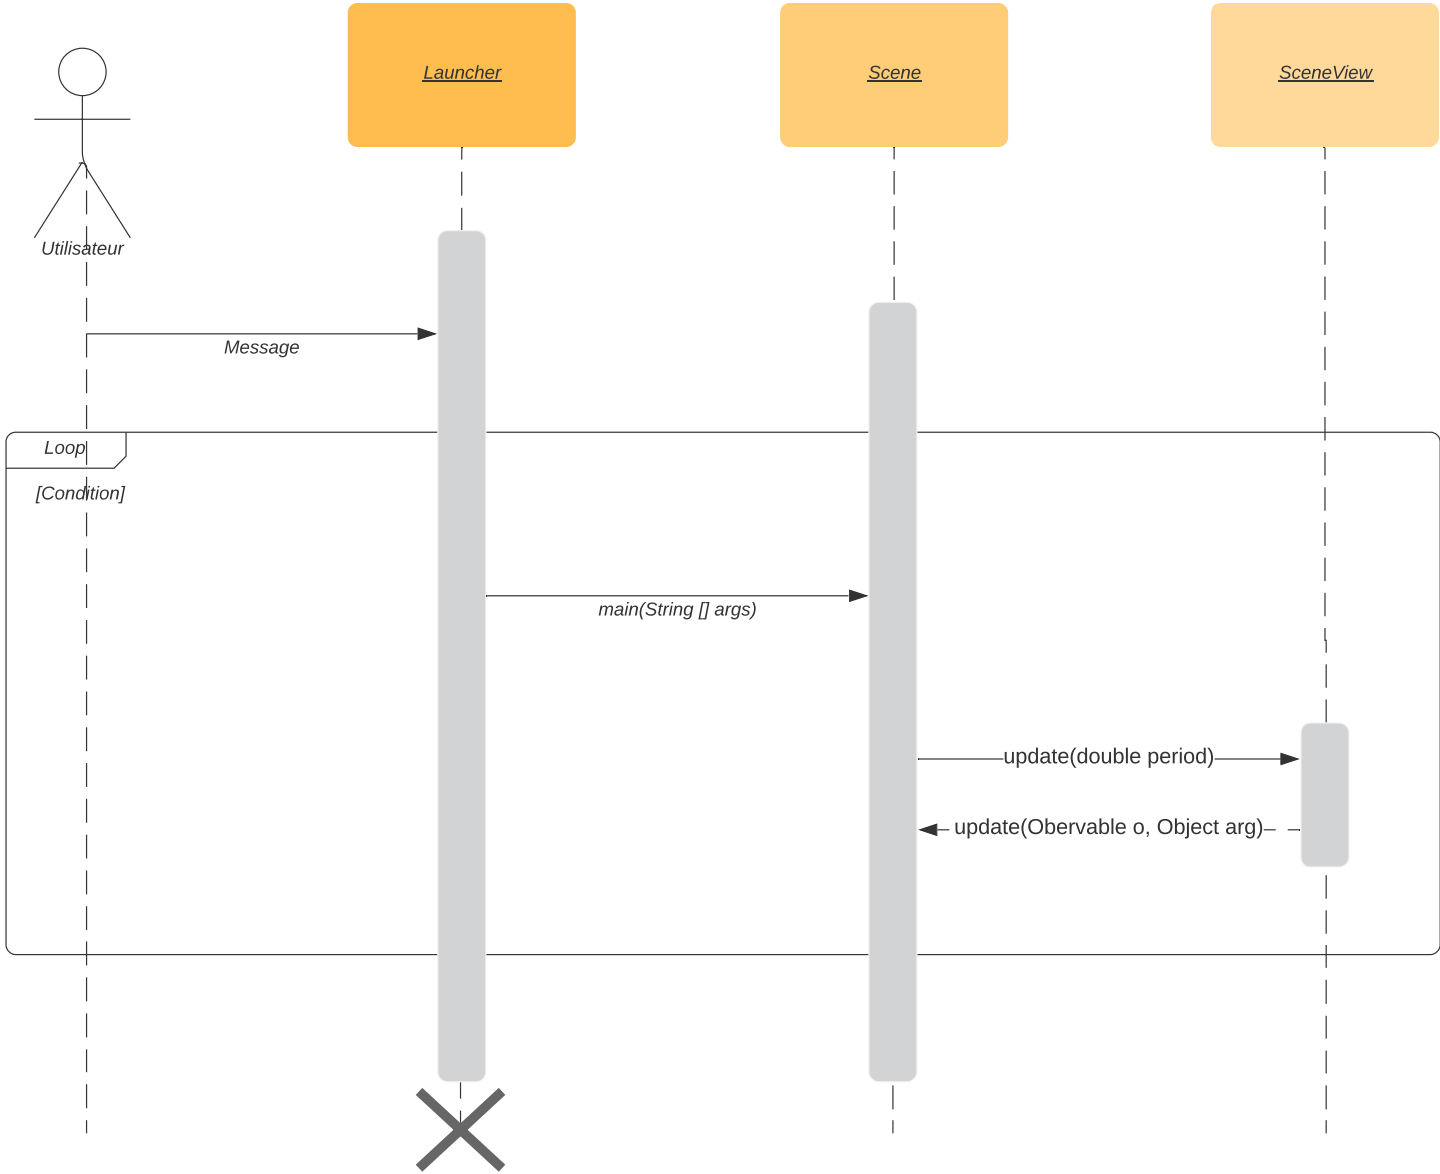 Launcher
Scene
SceneView
Utilisateur
Message
Loop
[Condition]
main(String [] args)
update(double period)
update(Obervable o, Object arg)